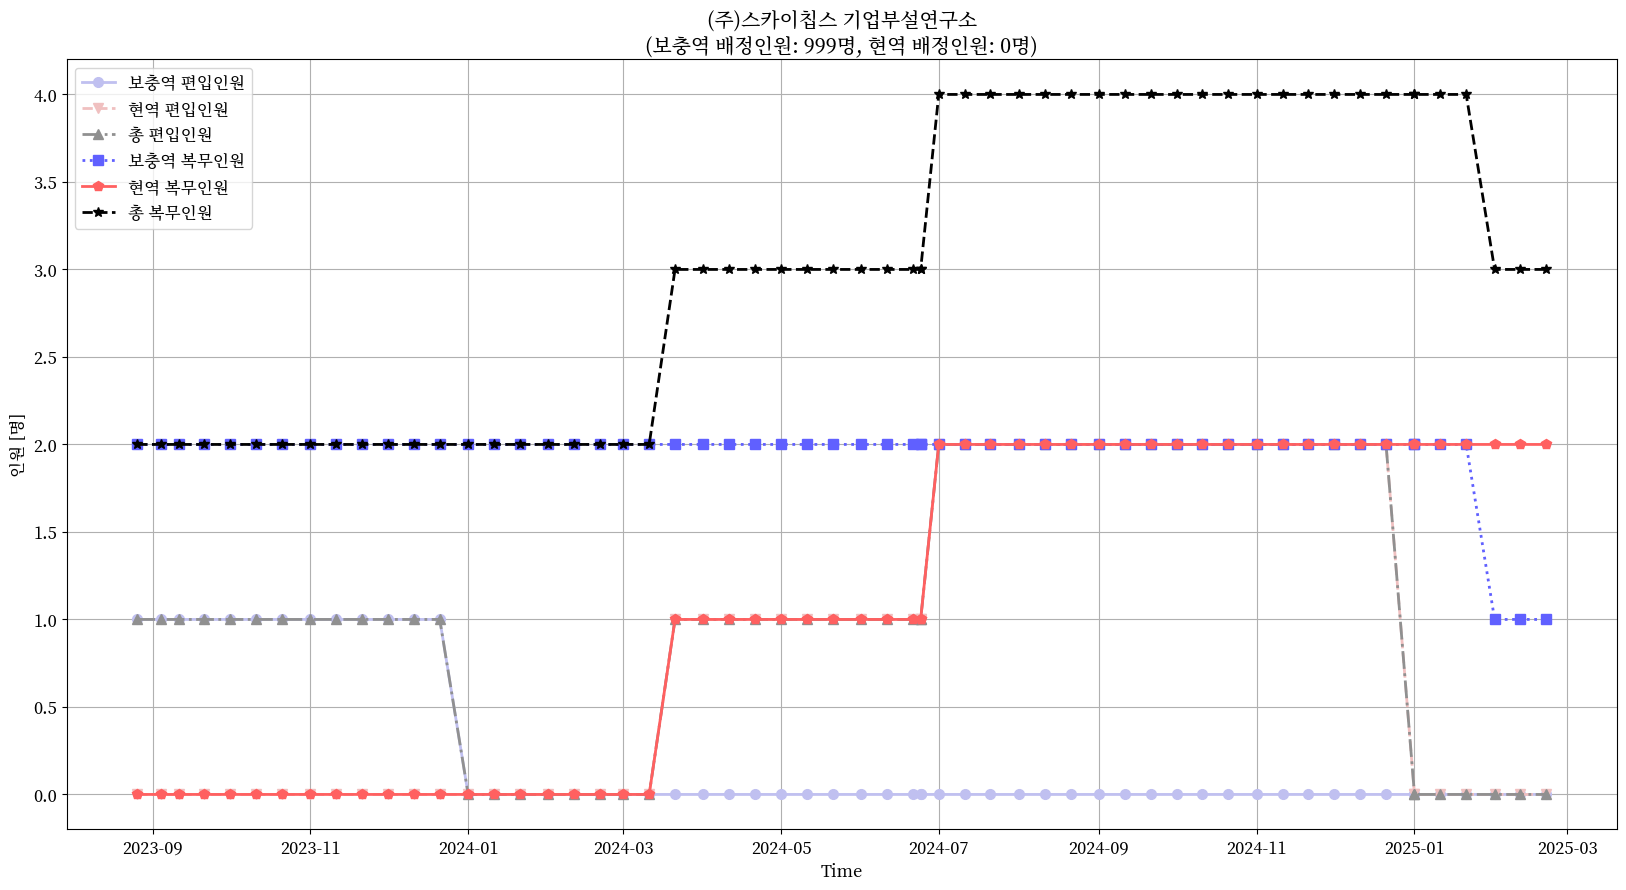 (주)스카이칩스 기업부설연구소
(보충역 배정인원: 999명, 현역 배정인원: 0명)
보충역 편입인원
현역 편입인원
총 편입인원
보충역 복무인원
현역 복무인원
총 복무인원
4.0
3.5
3.0
2.5
2.0
1.5
1.0
0.5
0.0
인원 [명]
2023-09 2023-11 2024-01 2024-03 2024-05 2024-07 2024-09 2024-11 2025-01 2025-03
Time